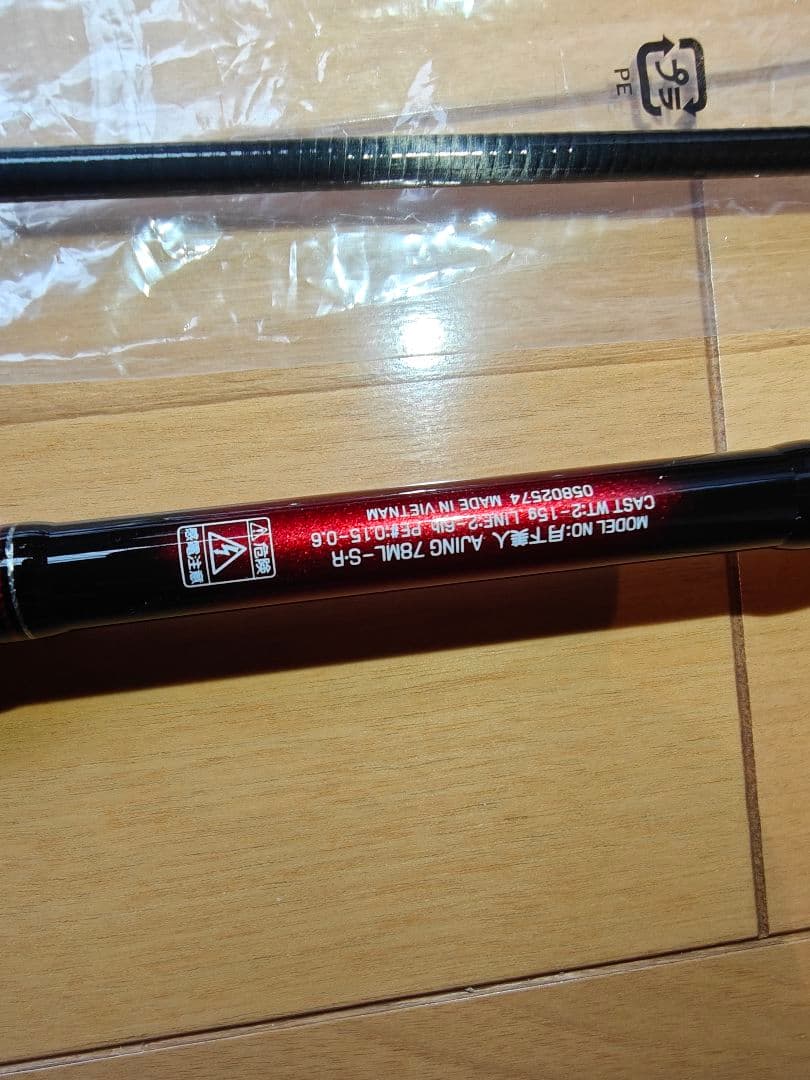 プラ
PE
MODEL NO:月下美人 AJING 78ML-S・R
CAST WT:2-15g LINE:2-6lb PE#:0.15-0.6
05802574 MADE IN VIETNAM
危険
感電注意